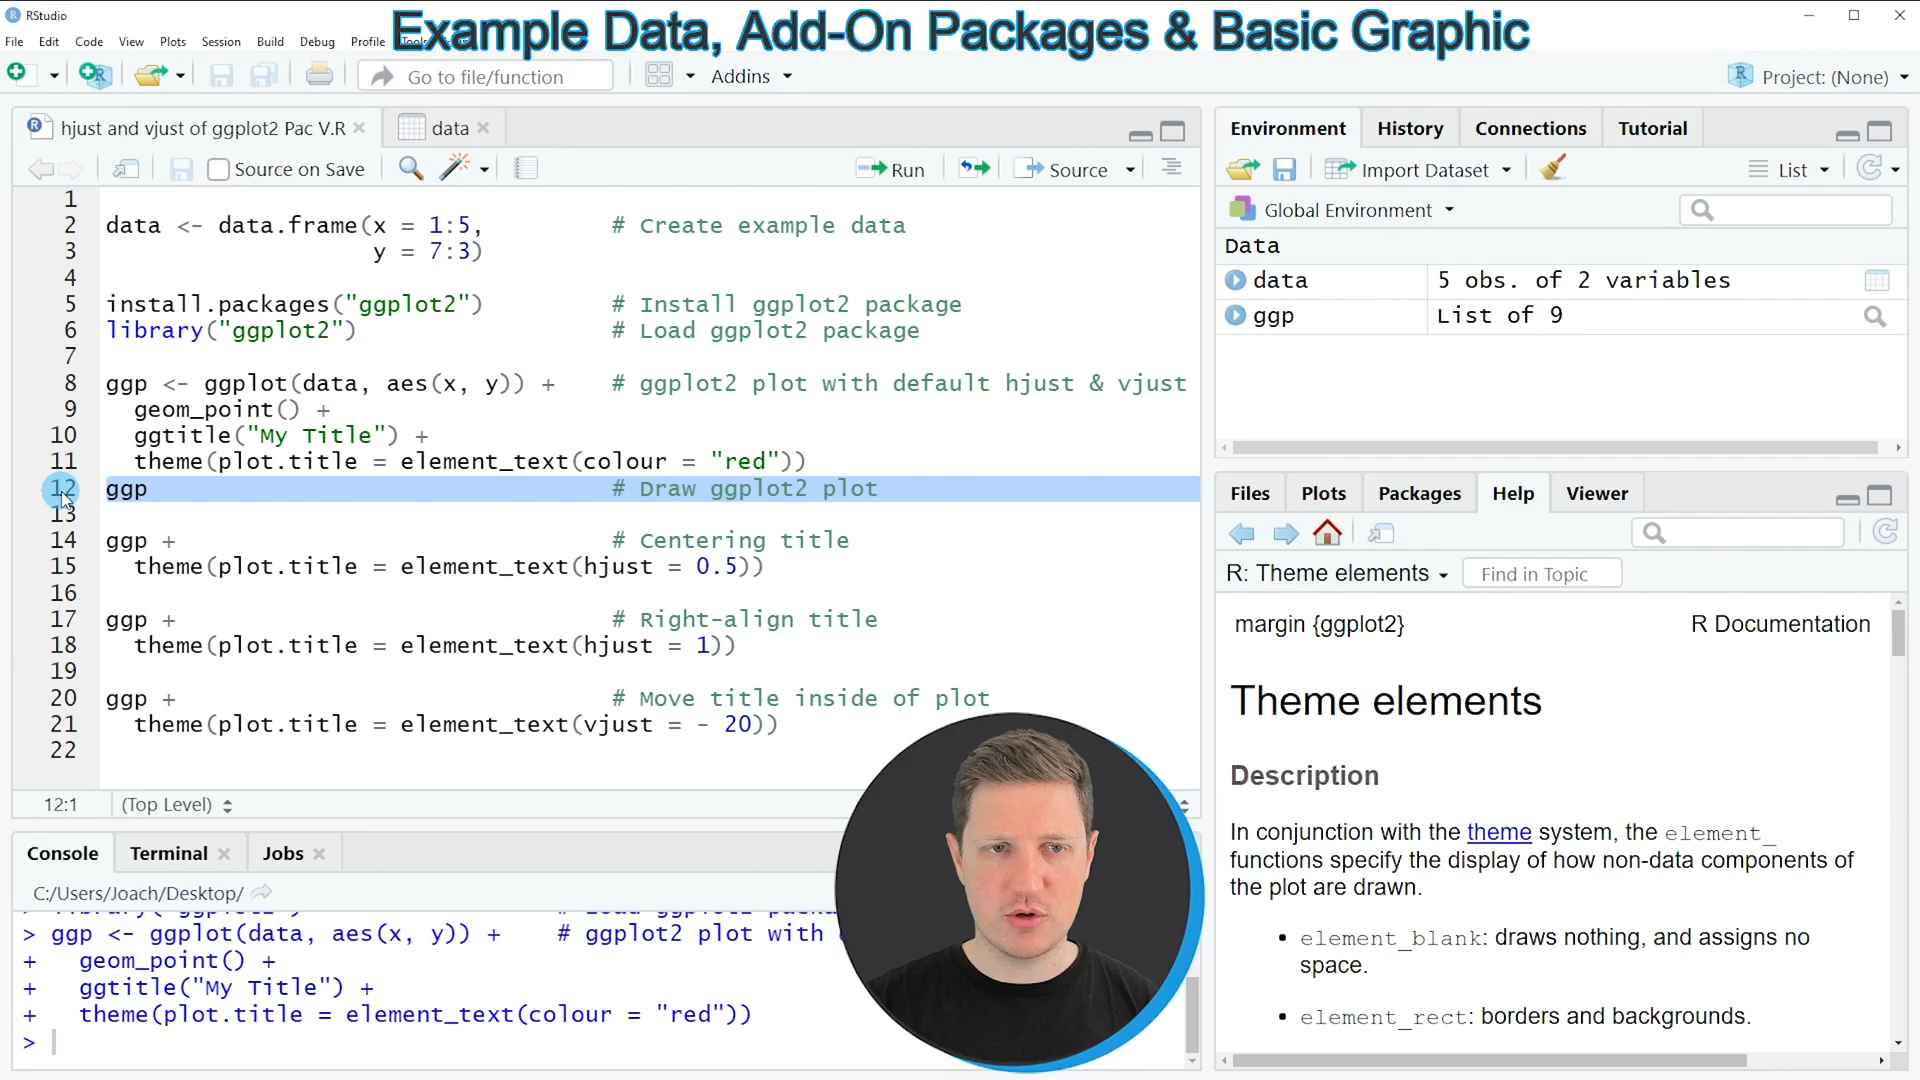 RStudio
Example Data, Add-On Packages & Basic Graphic
File Edit Code View Plots Session Build Debug Profile
Go to file/function Addins Project: (None)
hjust and vjust of ggplot2 Pac V.R data
Source on Save Run Source
1
2 data <- data.frame(x = 1:5, # Create example data
3 y = 7:3)
4
5 install.packages("ggplot2") # Install ggplot2 package
6 library("ggplot2") # Load ggplot2 package
7
8 ggp <- ggplot(data, aes(x, y)) + # ggplot2 plot with default hjust & vjust
9 geom_point() +
10 ggtitle("My Title") +
11 theme(plot.title = element_text(colour = "red"))
12 ggp # Draw ggplot2 plot
13
14 ggp + # Centering title
15 theme(plot.title = element_text(hjust = 0.5))
16
17 ggp + # Right-align title
18 theme(plot.title = element_text(hjust = 1))
19
20 ggp + # Move title inside of plot
21 theme(plot.title = element_text(vjust = - 20))
22
12:1 (Top Level)
Console Terminal Jobs
C:/Users/Joach/Desktop/
> ggp <- ggplot(data, aes(x, y)) + # ggplot2 plot with
+ geom_point() +
+ ggtitle("My Title") +
+ theme(plot.title = element_text(colour = "red"))
>
Environment History Connections Tutorial
Import Dataset List
Global Environment
Data
data 5 obs. of 2 variables
ggp List of 9
Files Plots Packages Help Viewer
R: Theme elements Find in Topic
margin {ggplot2} R Documentation
Theme elements
Description
In conjunction with the theme system, the element_
functions specify the display of how non-data components of
the plot are drawn.
• element_blank: draws nothing, and assigns no
space.
• element_rect: borders and backgrounds.